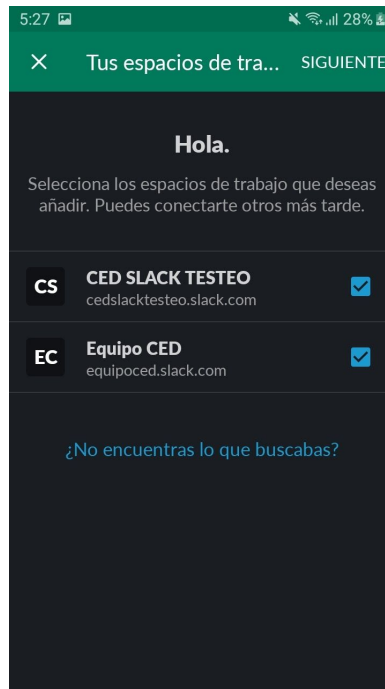 5:27 28%
Tus espacios de tra... SIGUIENTE
Hola.
Selecciona los espacios de trabajo que deseas
añadir. Puedes conectarte otros más tarde.
CS CED SLACK TESTEO
cedslacktesteo.slack.com
EC Equipo CED
equipoced.slack.com
¿No encuentras lo que buscabas?